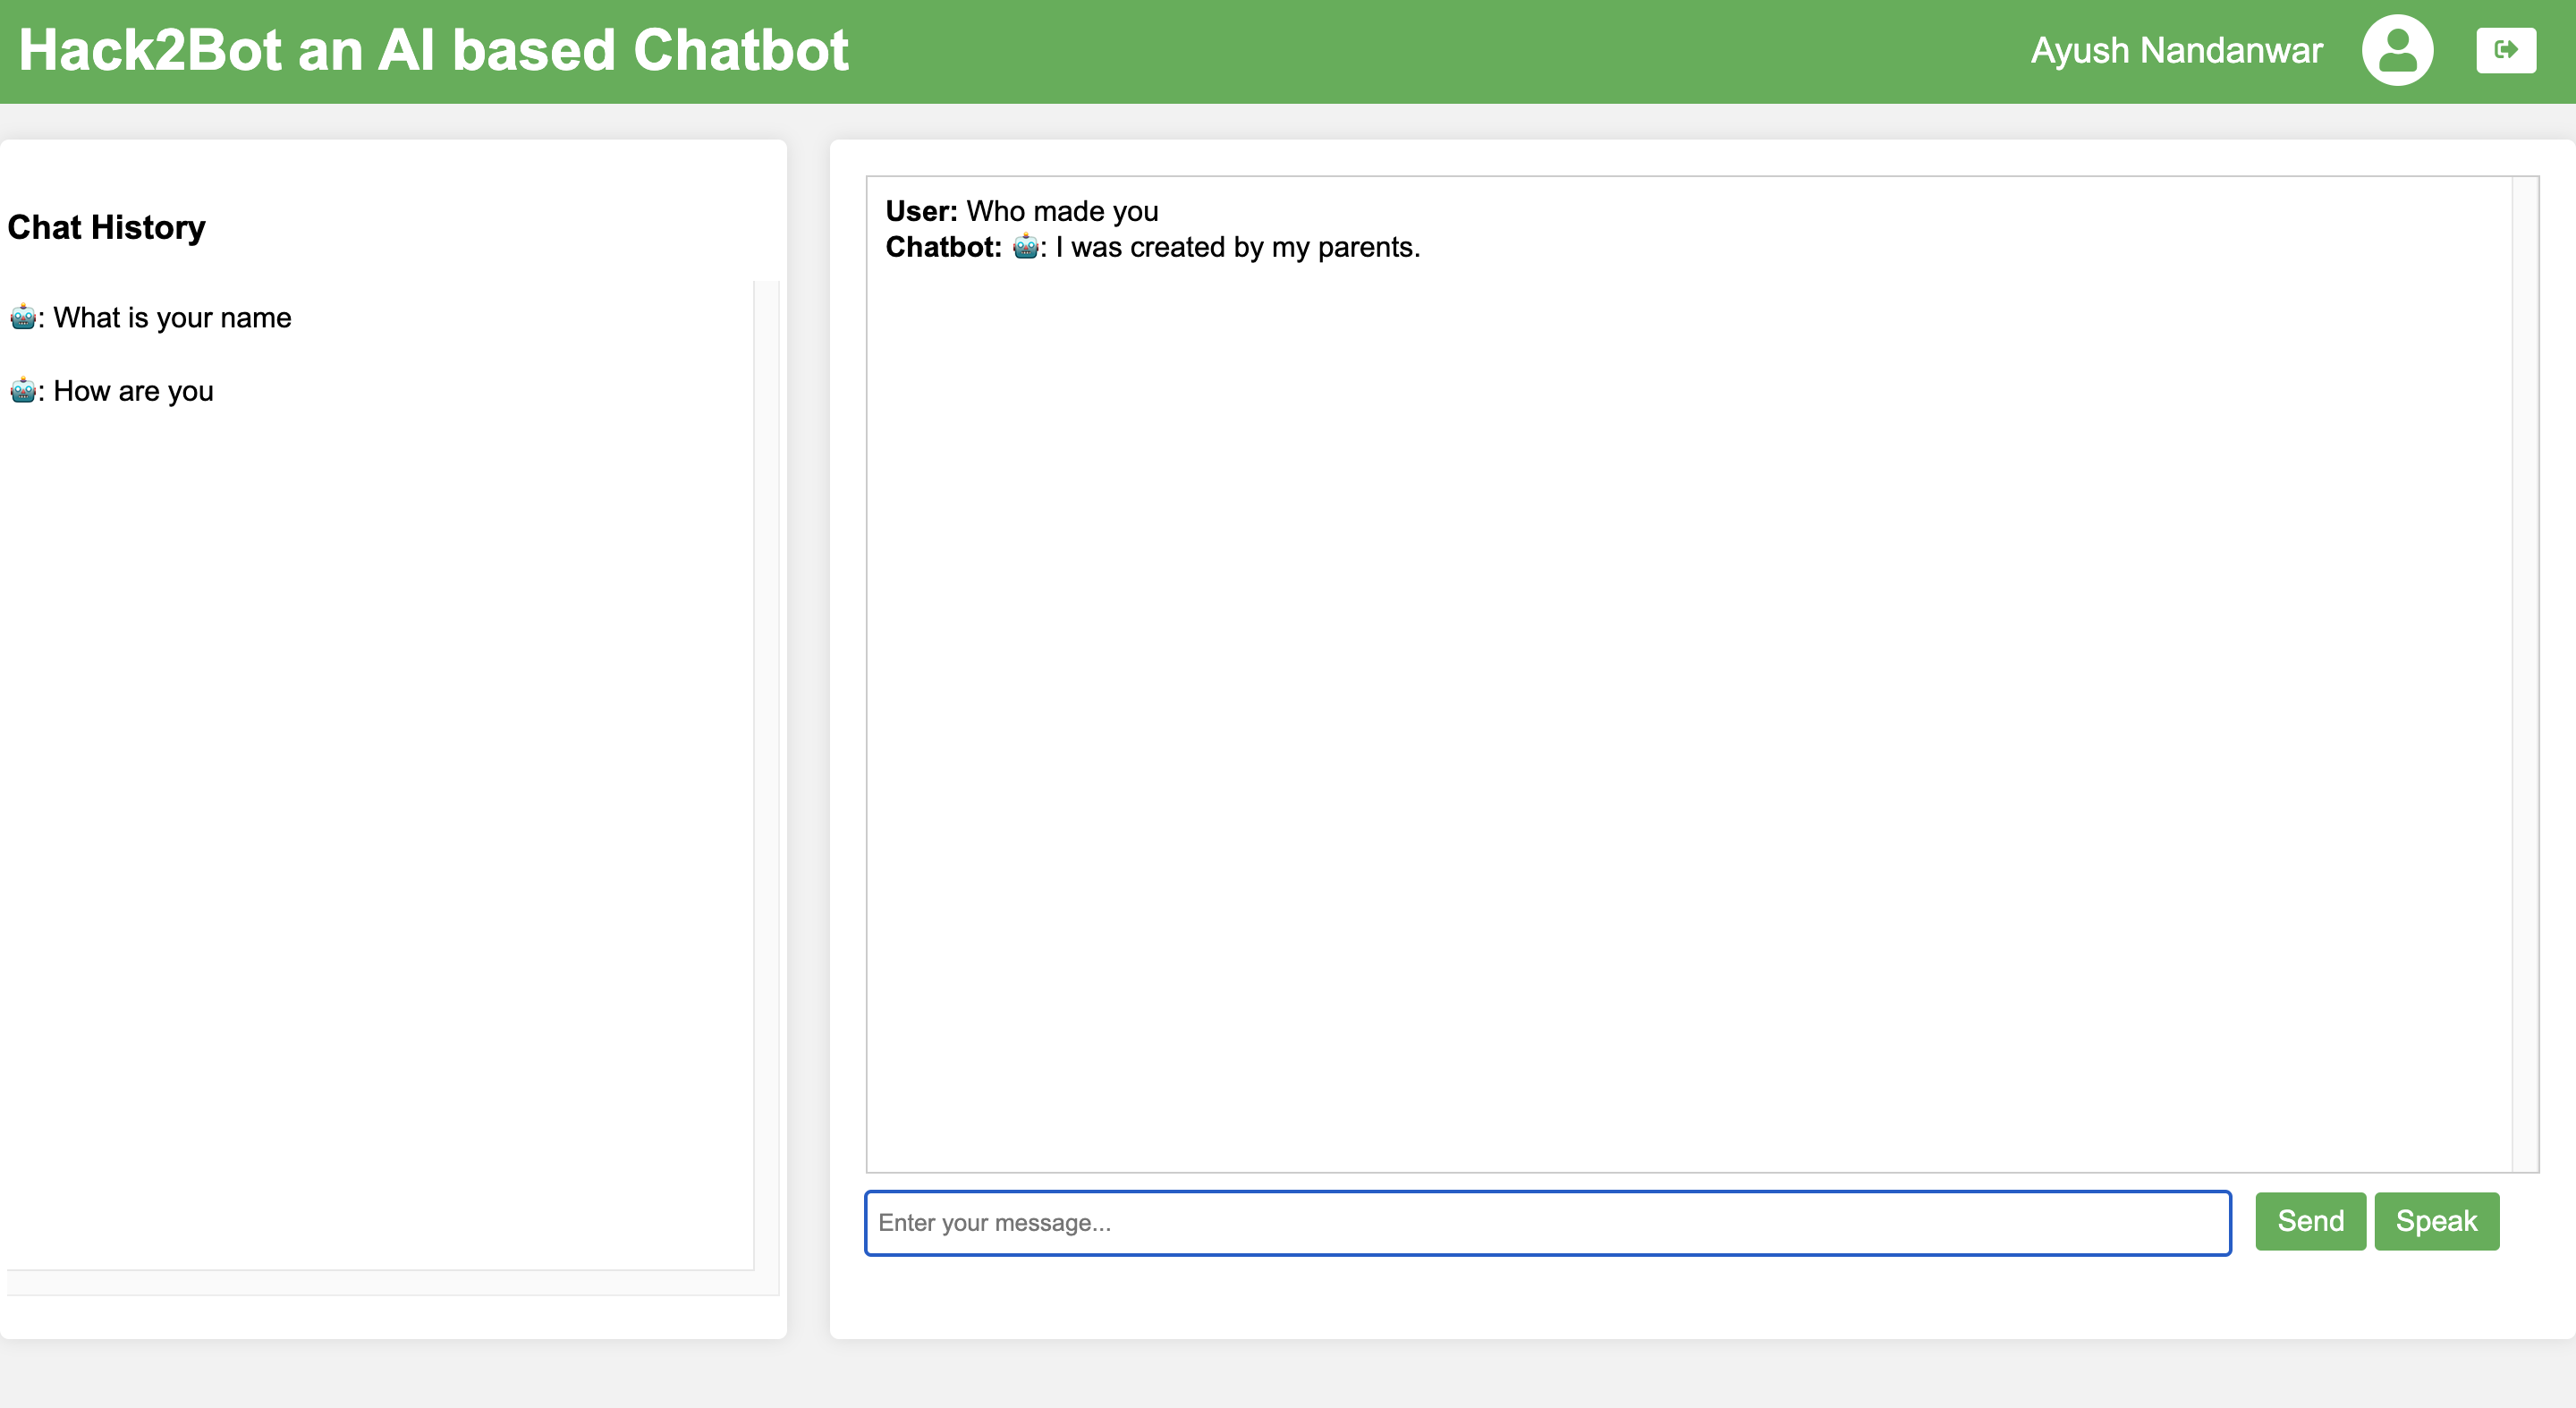 Hack2Bot an AI based Chatbot
Ayush Nandanwar
Chat History
🤖: What is your name
🤖: How are you
User: Who made you
Chatbot: 🤖: I was created by my parents.
Enter your message...
Send
Speak